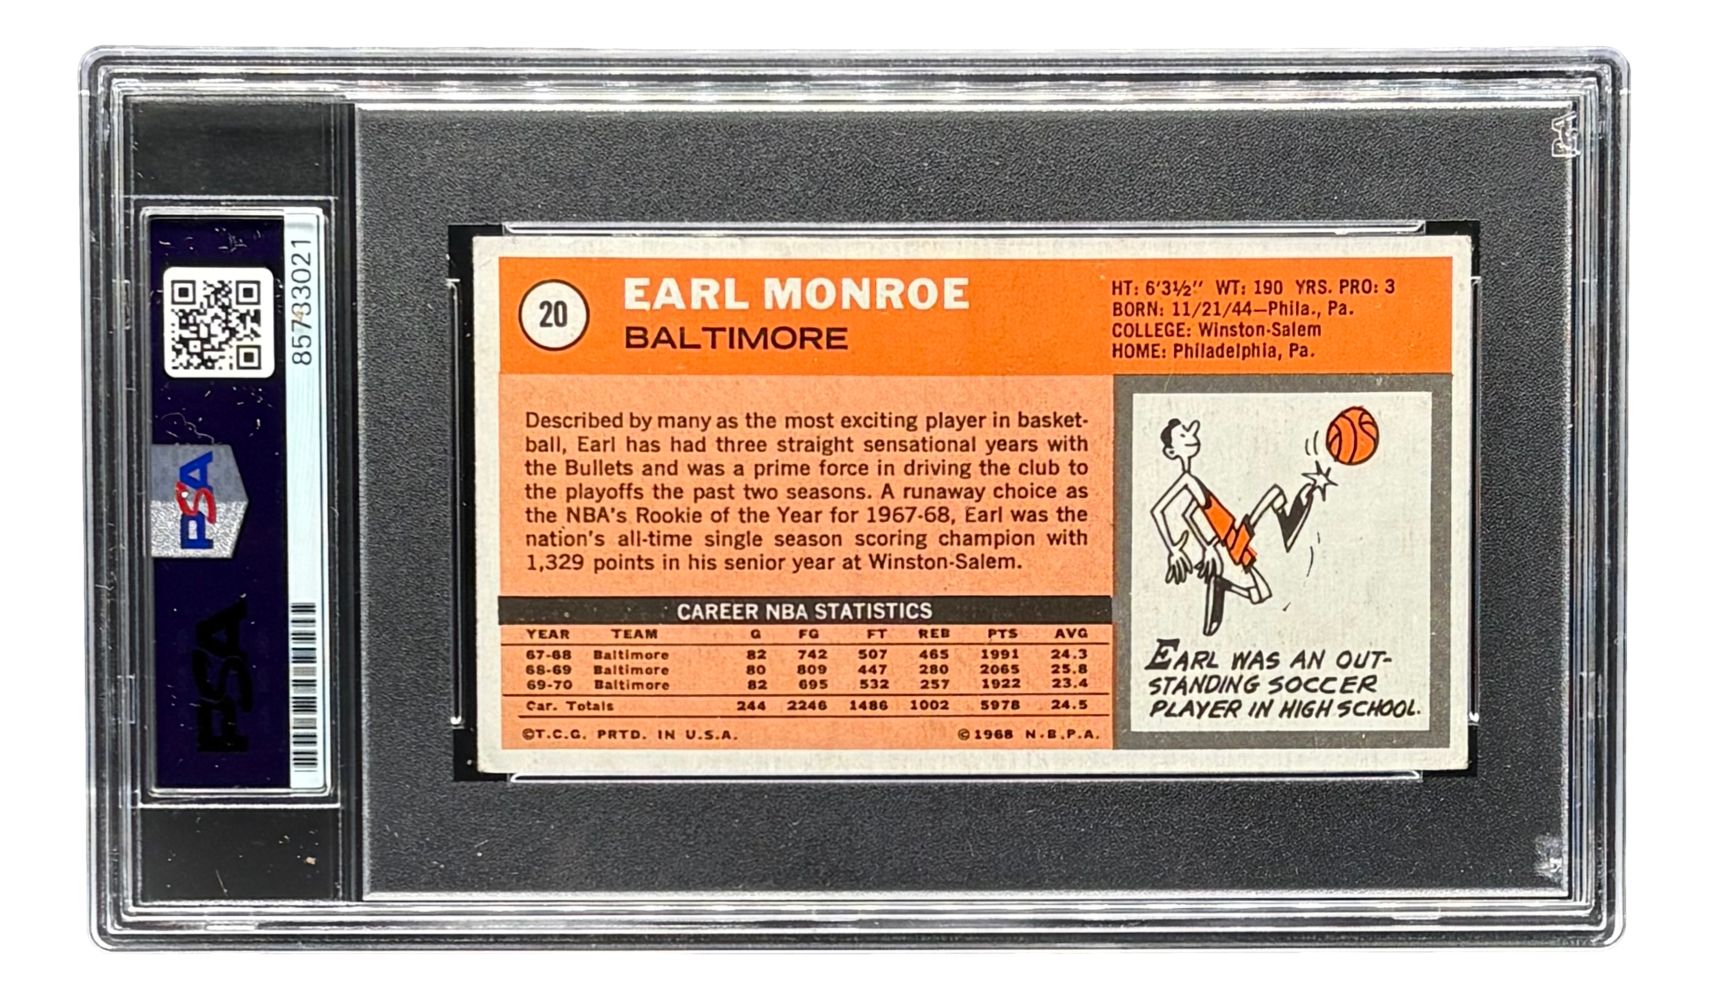 85733021
PSA
PSA
PSA
20
EARL MONROE
BALTIMORE
HT: 6'3½" WT: 190 YRS. PRO: 3
BORN: 11/21/44—Phila., Pa.
COLLEGE: Winston-Salem
HOME: Philadelphia, Pa.
Described by many as the most exciting player in basket-
ball, Earl has had three straight sensational years with
the Bullets and was a prime force in driving the club to
the playoffs the past two seasons. A runaway choice as
the NBA's Rookie of the Year for 1967-68, Earl was the
nation's all-time single season scoring champion with
1,329 points in his senior year at Winston-Salem.
CAREER NBA STATISTICS
YEAR TEAM G FG FT REB PTS AVG
67-68 Baltimore 82 742 507 465 1991 24.3
68-69 Baltimore 80 809 447 280 2065 25.8
69-70 Baltimore 82 695 532 257 1922 23.4
Car. Totals 244 2246 1486 1002 5978 24.5
©T.C.G. PRTD. IN U.S.A. ©1968 N.B.P.A.
EARL WAS AN OUT-
STANDING SOCCER
PLAYER IN HIGH SCHOOL.